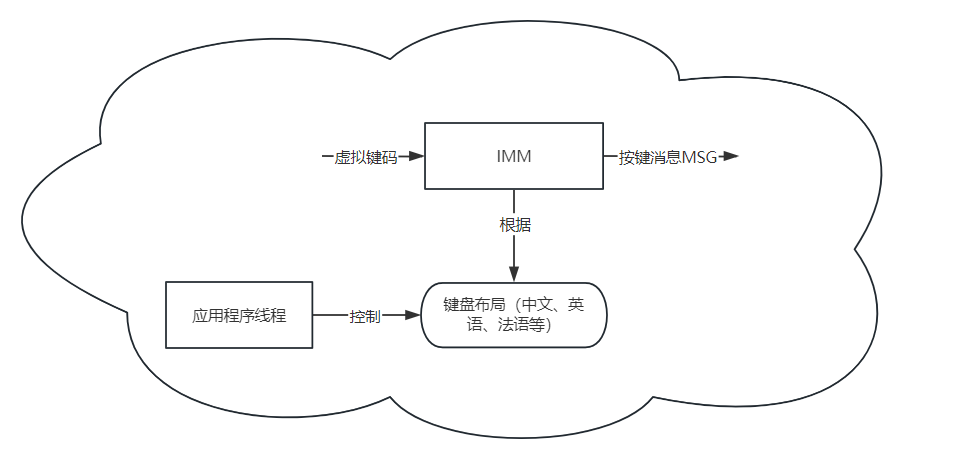 虚拟键码
IMM
按键消息MSG
根据
应用程序线程
控制
键盘布局（中文、英
语、法语等）